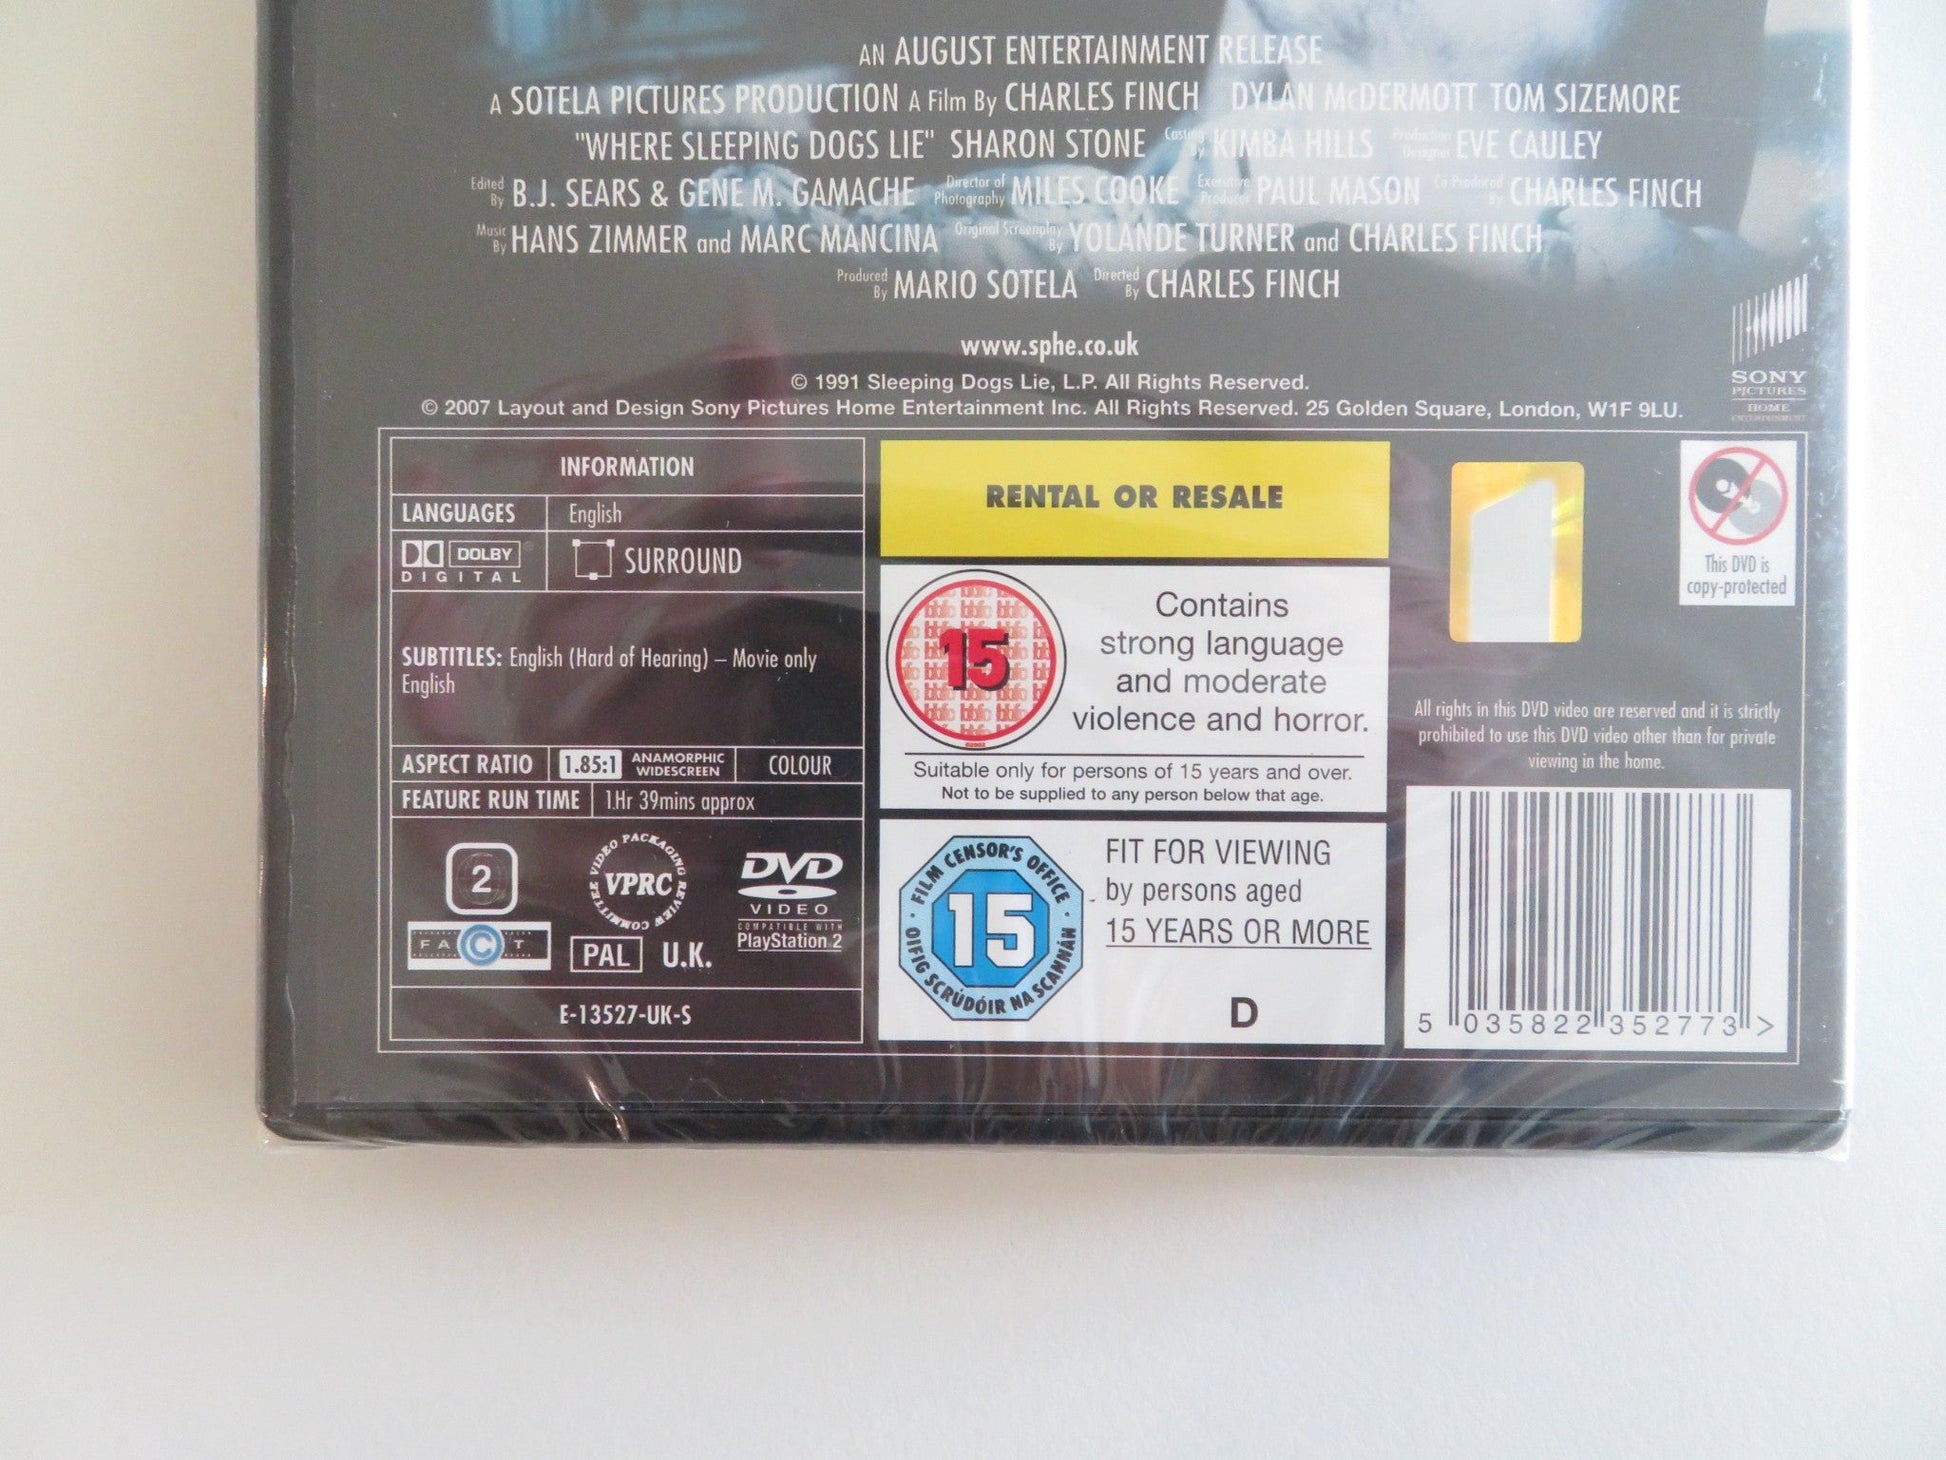 AN AUGUST ENTERTAINMENT RELEASE
A SOTELA PICTURES PRODUCTION A Film By CHARLES FINCH DYLAN McDERMOTT TOM SIZEMORE
"WHERE SLEEPING DOGS LIE" SHARON STONE Casting By KIMBA HILLS Production Designer EVE CAULEY
Edited By B.J. SEARS & GENE M. GAMACHE Director of Photography MILES COOKE Executive Producer PAUL MASON Co-Produced By CHARLES FINCH
Music By HANS ZIMMER and MARC MANCINA Original Screenplay By YOLANDE TURNER and CHARLES FINCH
Produced By MARIO SOTELA Directed By CHARLES FINCH
www.sphe.co.uk
© 1991 Sleeping Dogs Lie, L.P. All Rights Reserved.
© 2007 Layout and Design Sony Pictures Home Entertainment Inc. All Rights Reserved. 25 Golden Square, London, W1F 9LU.
SONY
PICTURES
HOME
ENTERTAINMENT
INFORMATION
LANGUAGES English
DOLBY
DIGITAL
SURROUND
SUBTITLES: English (Hard of Hearing) – Movie only
English
ASPECT RATIO 1.85:1 ANAMORPHIC WIDESCREEN COLOUR
FEATURE RUN TIME 1.Hr 39mins approx
2
VIDEO PACKAGING REVIEW COMMITTEE
VPRC
DVD
VIDEO
COMPATIBLE WITH
PlayStation 2
FACT
PAL U.K.
E-13527-UK-S
RENTAL OR RESALE
15
Contains
strong language
and moderate
violence and horror.
Suitable only for persons of 15 years and over.
Not to be supplied to any person below that age.
FILM CENSOR'S OFFICE
15
OIFIG SCRÚDÓIR NA SCANNÁN
FIT FOR VIEWING
by persons aged
15 YEARS OR MORE
D
This DVD is
copy-protected
All rights in this DVD video are reserved and it is strictly
prohibited to use this DVD video other than for private
viewing in the home.
5 035822 352773 >